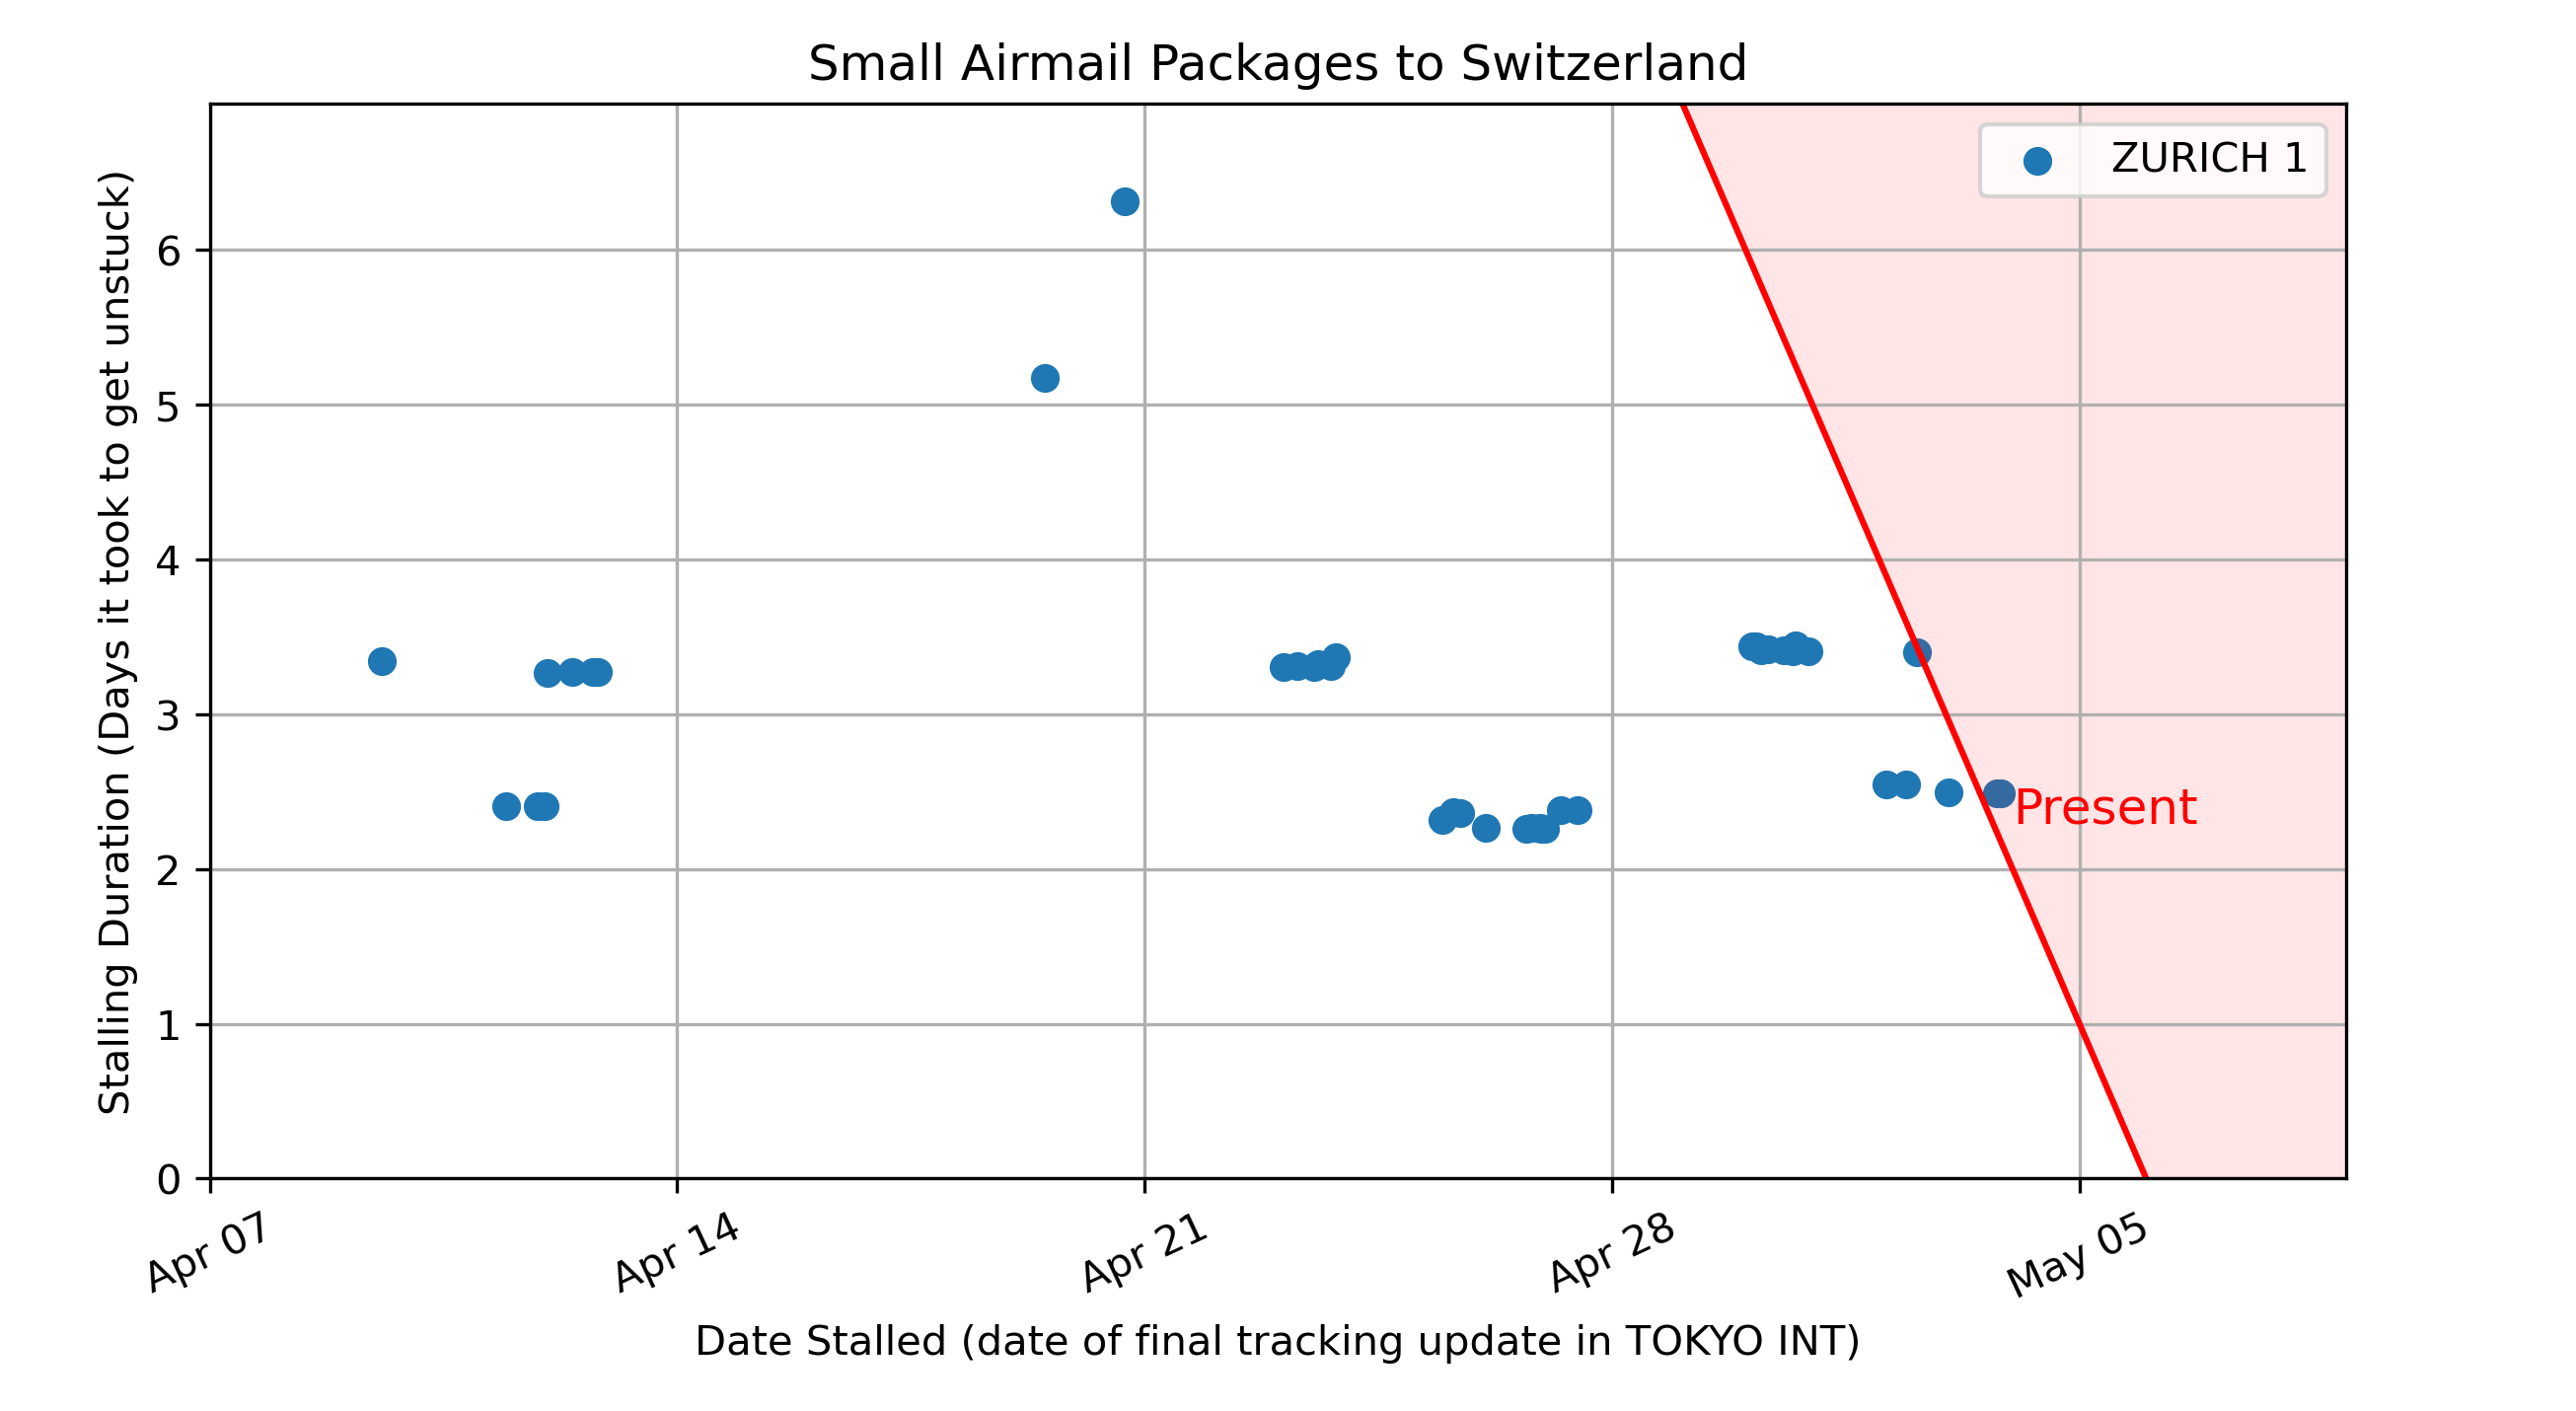 Small Airmail Packages to Switzerland
ZURICH 1
Stalling Duration (Days it took to get unstuck)
6
5
4
3
2
1
0
Present
Apr 07
Apr 14
Apr 21
Apr 28
May 05
Date Stalled (date of final tracking update in TOKYO INT)